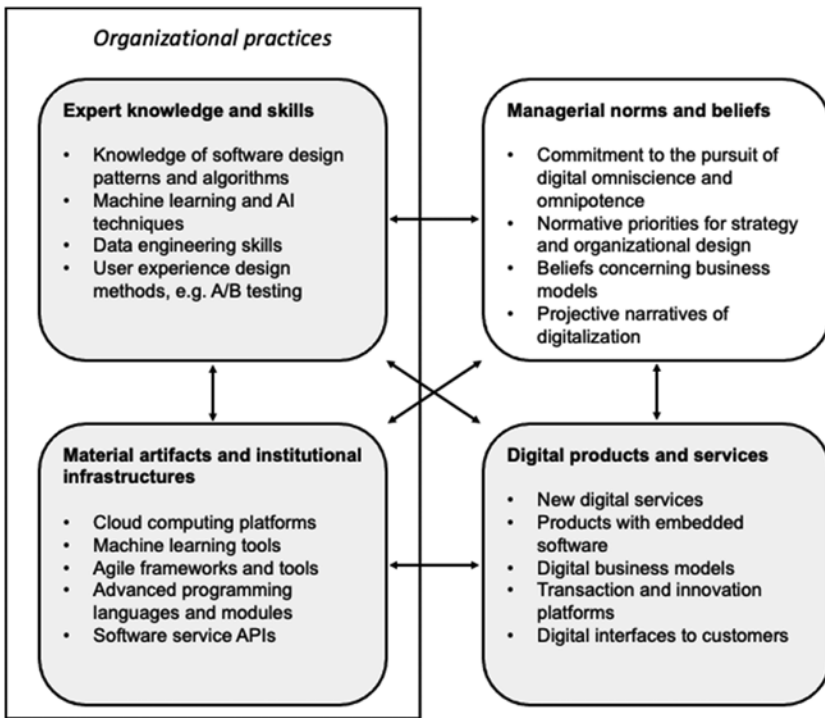 Organizational practices
Expert knowledge and skills
• Knowledge of software design
patterns and algorithms
• Machine learning and AI
techniques
• Data engineering skills
• User experience design
methods, e.g. A/B testing
Managerial norms and beliefs
• Commitment to the pursuit of
digital omniscience and
omnipotence
• Normative priorities for strategy
and organizational design
• Beliefs concerning business
models
• Projective narratives of
digitalization
Material artifacts and institutional
infrastructures
• Cloud computing platforms
• Machine learning tools
• Agile frameworks and tools
• Advanced programming
languages and modules
• Software service APIs
Digital products and services
• New digital services
• Products with embedded
software
• Digital business models
• Transaction and innovation
platforms
• Digital interfaces to customers